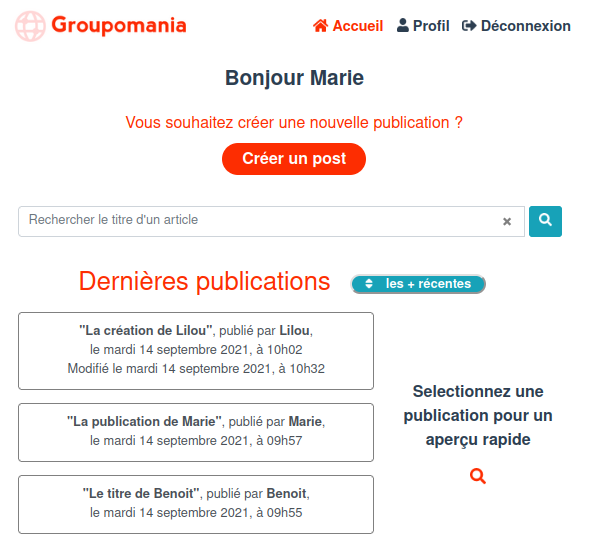 Groupomania
Accueil Profil Déconnexion
Bonjour Marie
Vous souhaitez créer une nouvelle publication ?
Créer un post
Rechercher le titre d'un article
Dernières publications
les + récentes
"La création de Lilou", publié par Lilou,
le mardi 14 septembre 2021, à 10h02
Modifié le mardi 14 septembre 2021, à 10h32
"La publication de Marie", publié par Marie,
le mardi 14 septembre 2021, à 09h57
"Le titre de Benoit", publié par Benoit,
le mardi 14 septembre 2021, à 09h55
Selectionnez une
publication pour un
aperçu rapide